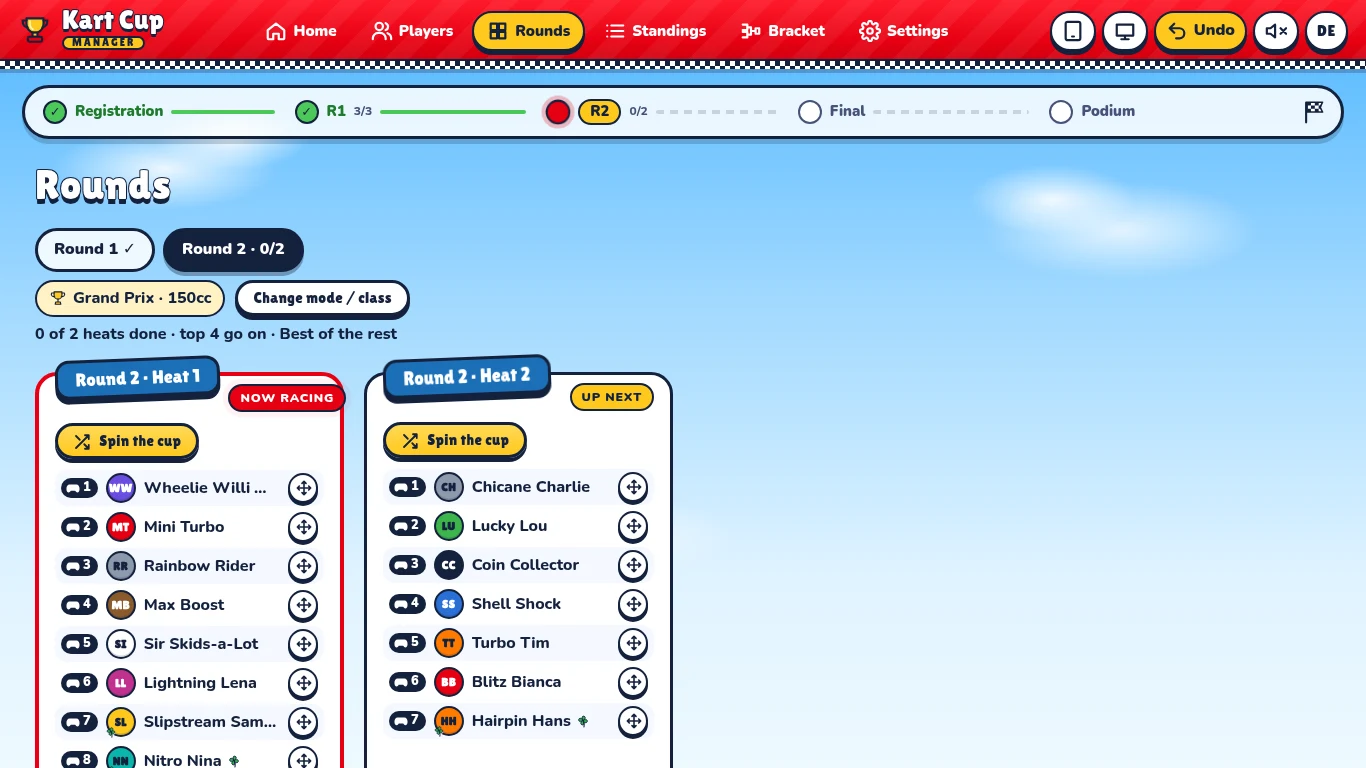 Kart Cup
MANAGER
Home
Players
Rounds
Standings
Bracket
Settings
Undo
DE
Registration
R1 3/3
R2 0/2
Final
Podium
Rounds
Round 1 ✓
Round 2 · 0/2
Grand Prix · 150cc
Change mode / class
0 of 2 heats done · top 4 go on · Best of the rest
Round 2 · Heat 1
NOW RACING
Spin the cup
1 WW Wheelie Willi ...
2 MT Mini Turbo
3 RR Rainbow Rider
4 MB Max Boost
5 SI Sir Skids-a-Lot
6 LL Lightning Lena
7 SL Slipstream Sam...
8 NN Nitro Nina
Round 2 · Heat 2
UP NEXT
Spin the cup
1 CH Chicane Charlie
2 LU Lucky Lou
3 CC Coin Collector
4 SS Shell Shock
5 TT Turbo Tim
6 BB Blitz Bianca
7 HH Hairpin Hans